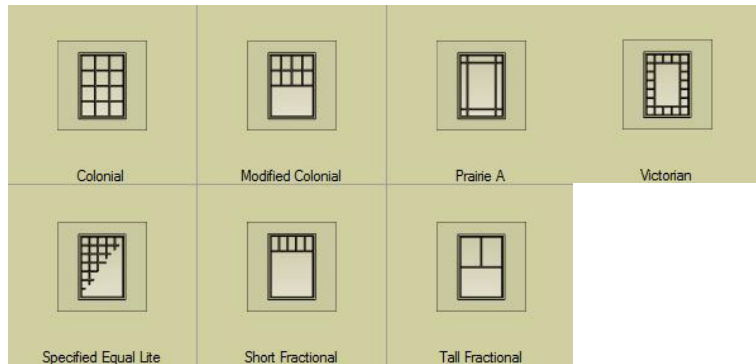 Colonial
Modified Colonial
Prairie A
Victorian
Specified Equal Lite
Short Fractional
Tall Fractional